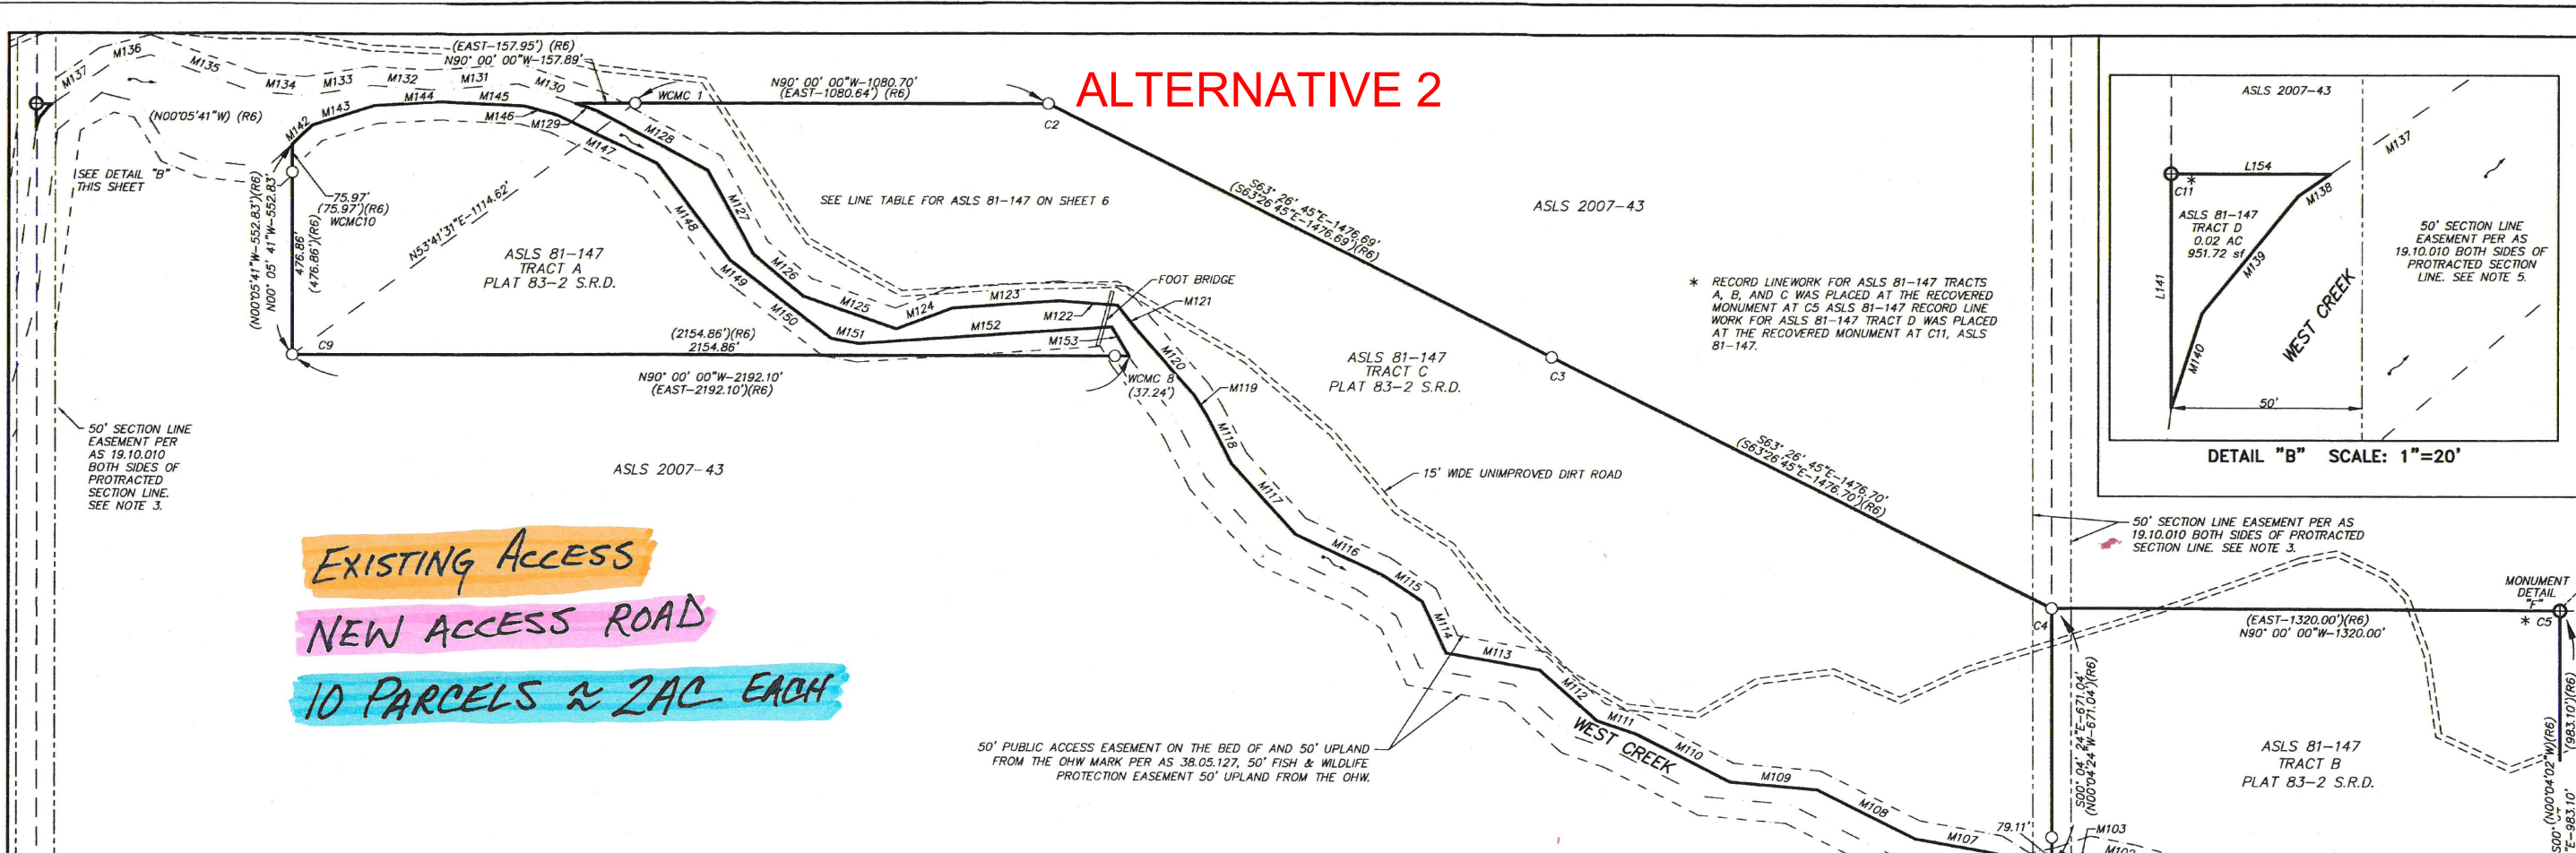 ALTERNATIVE 2
M136
M137
M135
M134
M133
M132
M131
M130
(EAST-157.95') (R6)
N90° 00' 00"W-157.89'
WCMC 1
N90° 00' 00"W-1080.70'
(EAST-1080.64') (R6)
C2
(N00°05'41"W) (R6)
M142
M143
M144
M145
M146
M129
M128
M147
SEE DETAIL "B"
THIS SHEET
75.97'
(75.97')(R6)
WCMC10
(N00°05'41"W-552.83')(R6)
N00° 05' 41"W-552.83'
476.86'
(476.86')(R6)
N53°41'31"E-1114.62'
ASLS 81-147
TRACT A
PLAT 83-2 S.R.D.
SEE LINE TABLE FOR ASLS 81-147 ON SHEET 6
M127
M148
M126
M149
M125
M124
M123
M150
M151
M152
M122
M153
FOOT BRIDGE
M121
(2154.86')(R6)
2154.86'
C9
N90° 00' 00"W-2192.10'
(EAST-2192.10')(R6)
WCMC 8
(37.24')
M120
M119
M118
M117
M116
M115
M114
M113
M112
M111
M110
M109
M108
M107
WEST CREEK
S63° 26' 45"E-1476.69'
(S63°26'45"E-1476.69')(R6)
ASLS 2007-43
C3
ASLS 81-147
TRACT C
PLAT 83-2 S.R.D.
* RECORD LINEWORK FOR ASLS 81-147 TRACTS
A, B, AND C WAS PLACED AT THE RECOVERED
MONUMENT AT C5 ASLS 81-147 RECORD LINE
WORK FOR ASLS 81-147 TRACT D WAS PLACED
AT THE RECOVERED MONUMENT AT C11, ASLS
81-147.
S63° 26' 45"E-1476.70'
(S63°26'45"E-1476.70')(R6)
15' WIDE UNIMPROVED DIRT ROAD
50' SECTION LINE
EASEMENT PER
AS 19.10.010
BOTH SIDES OF
PROTRACTED
SECTION LINE.
SEE NOTE 3.
ASLS 2007-43
EXISTING ACCESS
NEW ACCESS ROAD
10 PARCELS ≈ 2AC EACH
50' PUBLIC ACCESS EASEMENT ON THE BED OF AND 50' UPLAND
FROM THE OHW MARK PER AS 38.05.127, 50' FISH & WILDLIFE
PROTECTION EASEMENT 50' UPLAND FROM THE OHW.
ASLS 2007-43
L154
M137
M138
C11
*
ASLS 81-147
TRACT D
0.02 AC
951.72 sf
M139
L141
M140
50'
WEST CREEK
50' SECTION LINE
EASEMENT PER AS
19.10.010 BOTH SIDES OF
PROTRACTED SECTION
LINE. SEE NOTE 5.
DETAIL "B" SCALE: 1"=20'
50' SECTION LINE EASEMENT PER AS
19.10.010 BOTH SIDES OF PROTRACTED
SECTION LINE. SEE NOTE 3.
MONUMENT
DETAIL
"F"
* C5
C4
(EAST-1320.00')(R6)
N90° 00' 00"W-1320.00'
S00° 04' 24"E-671.04'
(N00°04'24"W-671.04')(R6)
ASLS 81-147
TRACT B
PLAT 83-2 S.R.D.
(N00°04'02"W)(R6)
(983.10')(R6)
79.11'
M103
M102